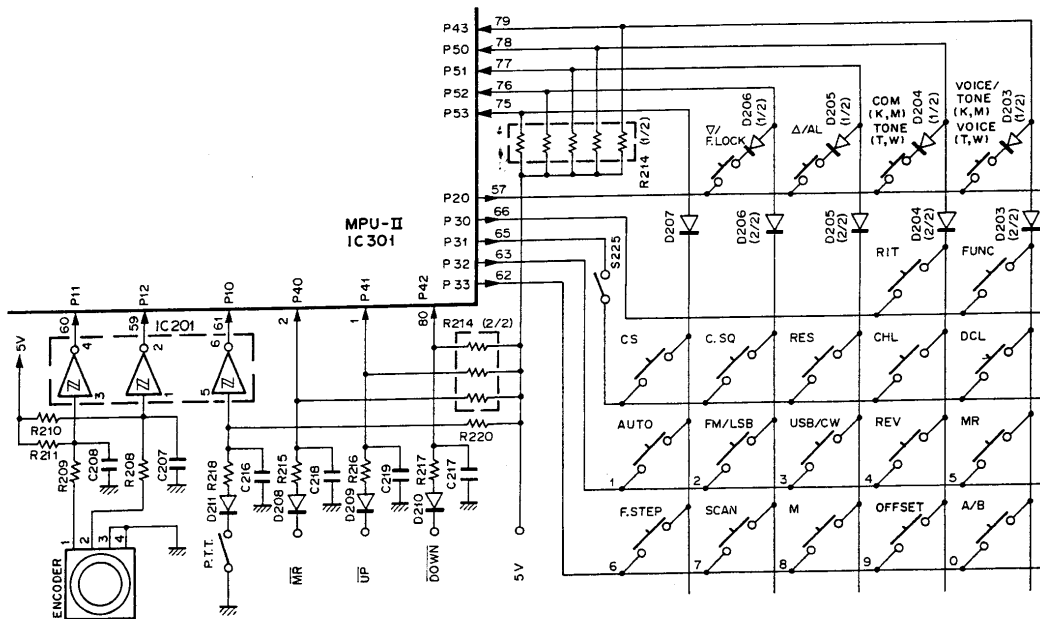 P43 79
P50 78
P51 77
P52 76
P53 75
R214 (1/2)
▽/F.LOCK
D206 (1/2)
△/AL
D205 (1/2)
COM (K,M)
TONE (T,W)
D204 (1/2)
VOICE/TONE (K,M)
VOICE (T,W)
D203 (1/2)
P20 57
P30 66
P31 65
P32 63
P33 62
MPU-II
IC301
S225
D207
D206 (2/2)
D205 (2/2)
D204 (2/2)
D203 (2/2)
RIT
FUNC
P11 P12 P10 P40 P41 P42
60 59 61 2 1 80
IC201
4 2 6
3 1 5
5V
R214 (2/2)
R220
CS C.SQ RES CHL DCL
R210
R211
R209 C208 R208 C207
R218 C216 R215 C218 R216 C219 R217 C217
D211 D208 D209 D210
AUTO FM/LSB USB/CW REV MR
1 2 3 4 5
F.STEP SCAN M OFFSET A/B
6 7 8 9 0
1 2 3 4
ENCODER
P.T.T.
MR
UP
DOWN
5V